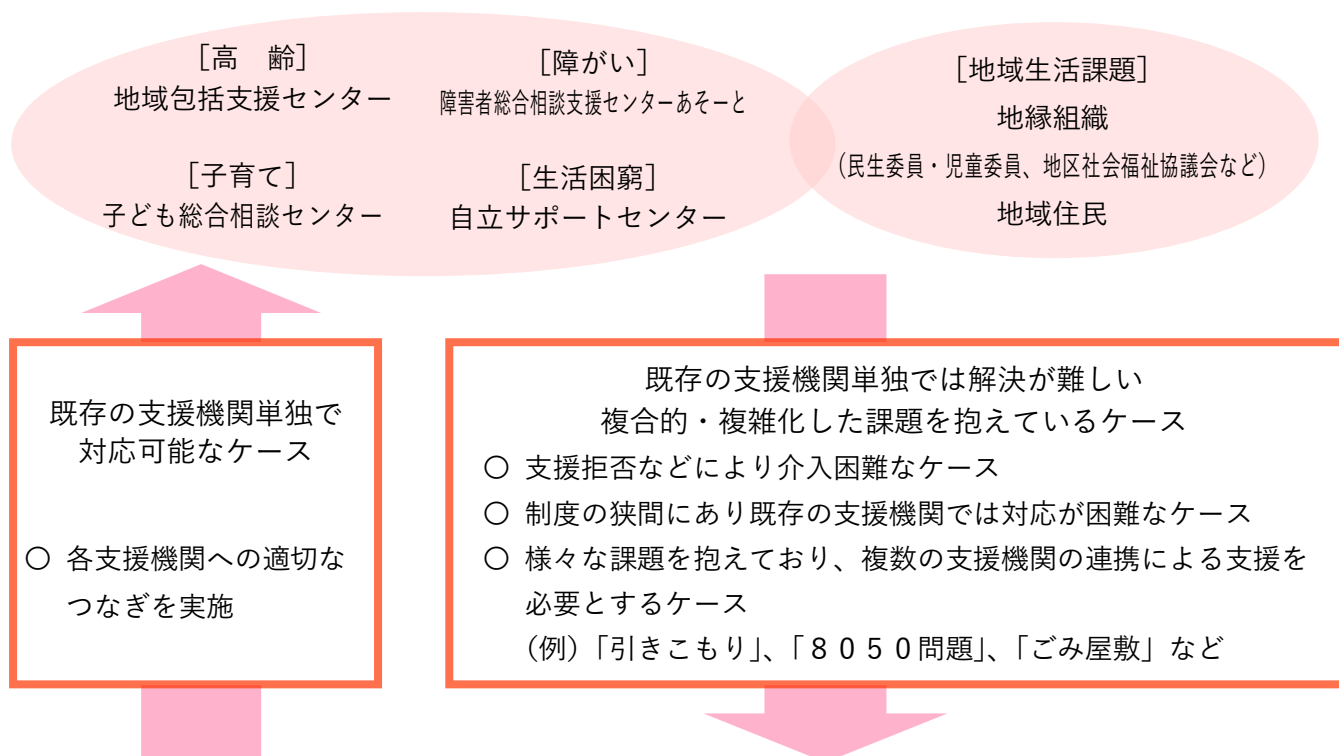 ［高　齢］
地域包括支援センター
［障がい］
障害者総合相談支援センターあそーと
［子育て］
子ども総合相談センター
［生活困窮］
自立サポートセンター
［地域生活課題］
地縁組織
（民生委員・児童委員、地区社会福祉協議会など）
地域住民
既存の支援機関単独で
対応可能なケース
〇 各支援機関への適切な
つなぎを実施
既存の支援機関単独では解決が難しい
複合的・複雑化した課題を抱えているケース
〇 支援拒否などにより介入困難なケース
〇 制度の狭間にあり既存の支援機関では対応が困難なケース
〇 様々な課題を抱えており、複数の支援機関の連携による支援を
必要とするケース
（例）「引きこもり」、「８０５０問題」、「ごみ屋敷」など